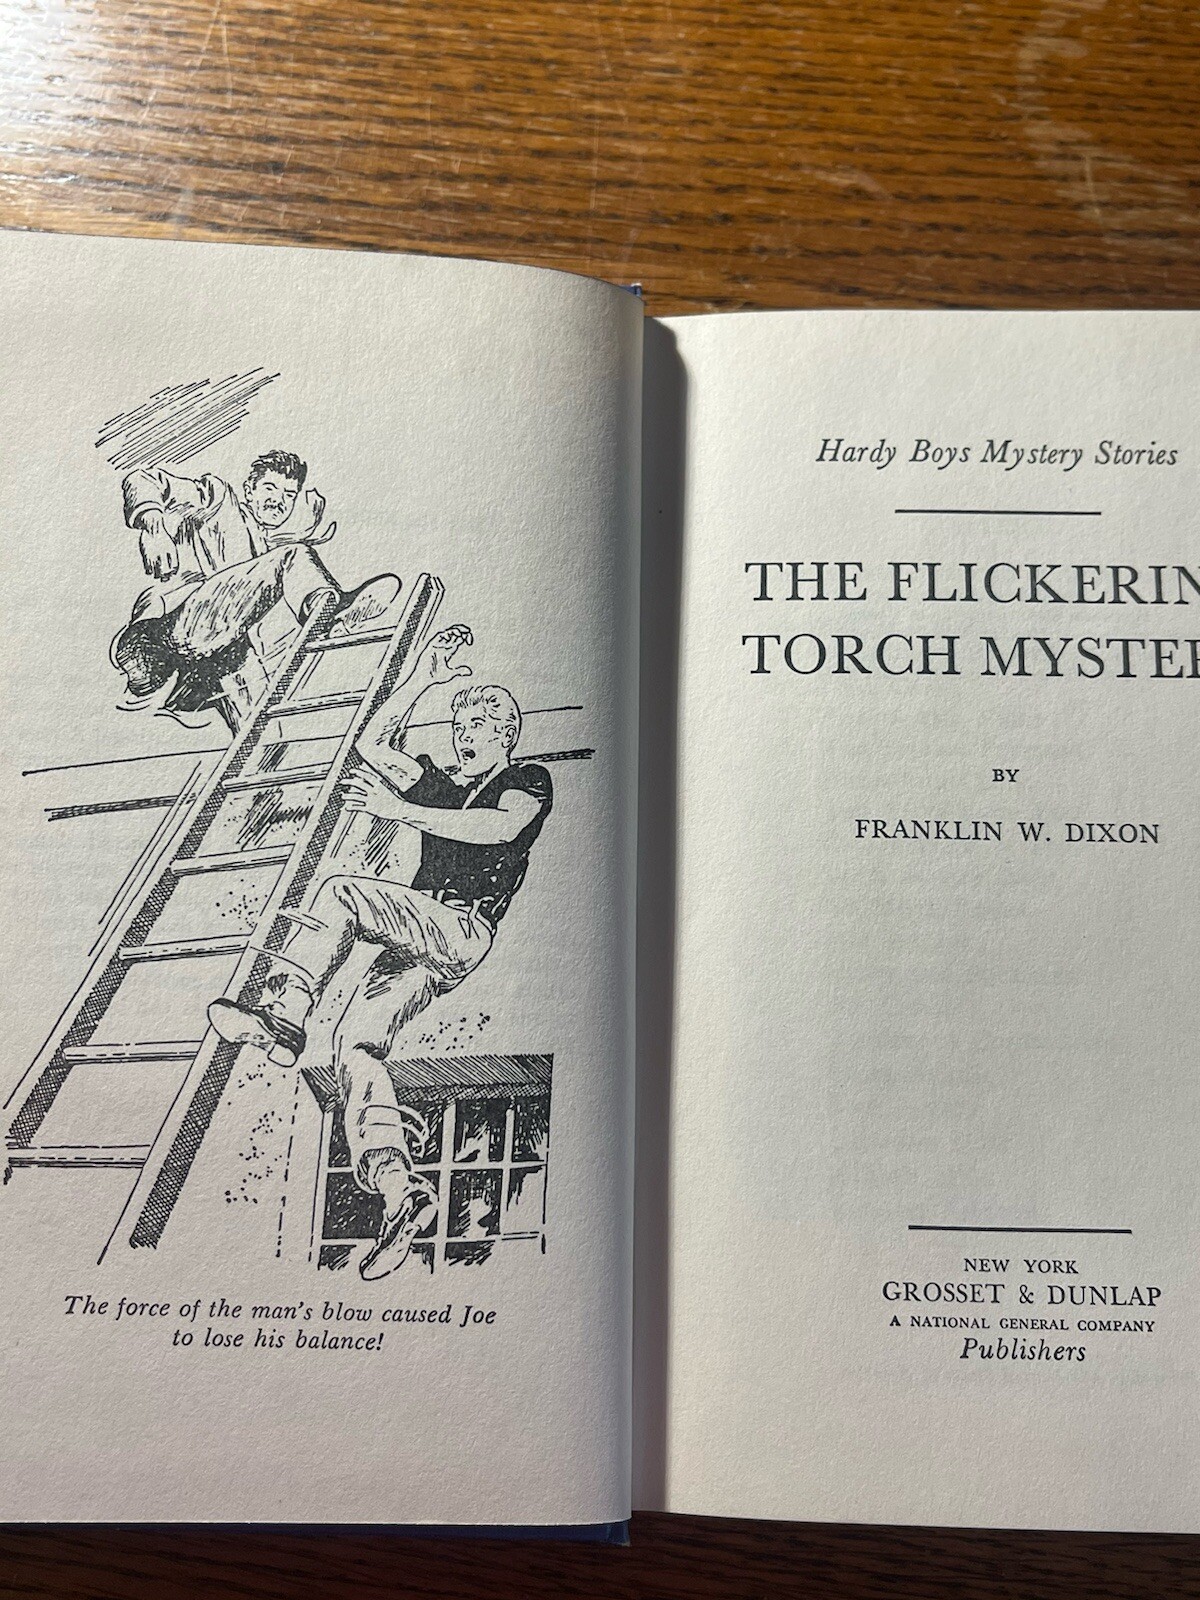 The force of the man's blow caused Joe
to lose his balance!
Hardy Boys Mystery Stories
THE FLICKERIN
TORCH MYSTER
BY
FRANKLIN W. DIXON
NEW YORK
GROSSET & DUNLAP
A NATIONAL GENERAL COMPANY
Publishers